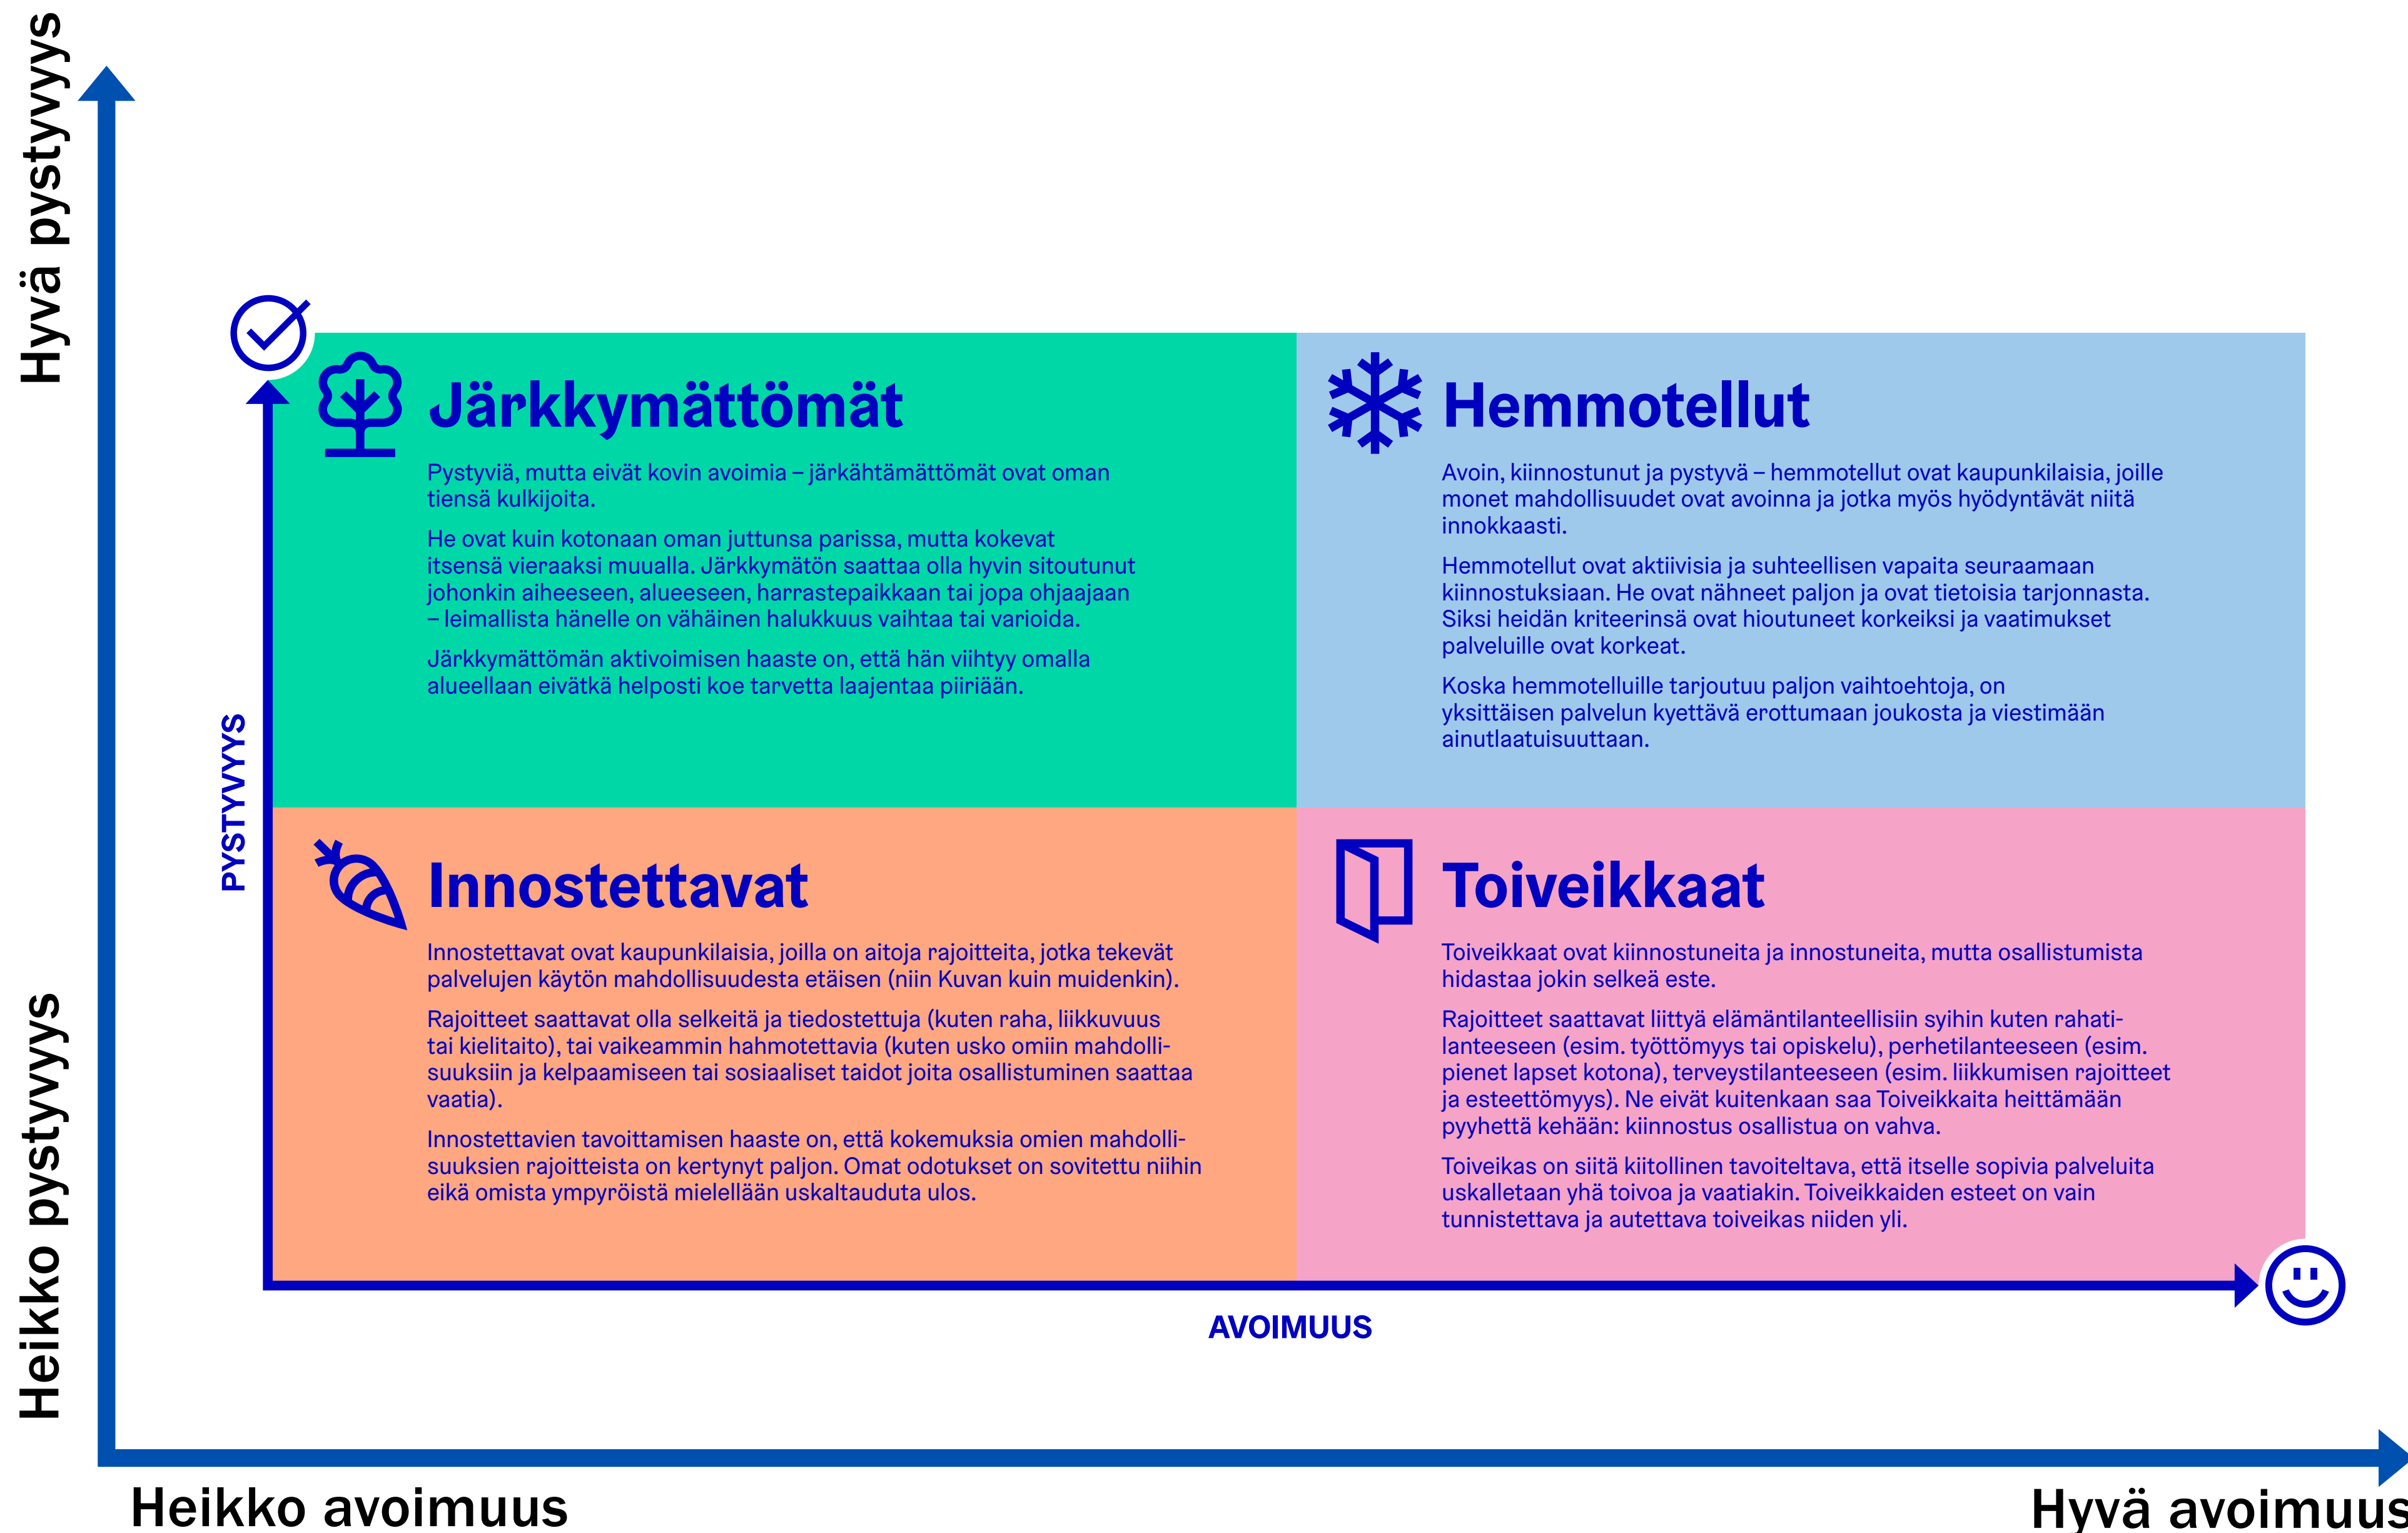 Hyvä pystyvyys
Heikko pystyvyys
PYSTYVYYS
Järkkymättömät
Pystyviä, mutta eivät kovin avoimia – järkähtämättömät ovat oman
tiensä kulkijoita.
He ovat kuin kotonaan oman juttunsa parissa, mutta kokevat
itsensä vieraaksi muualla. Järkkymätön saattaa olla hyvin sitoutunut
johonkin aiheeseen, alueeseen, harrastepaikkaan tai jopa ohjaajaan
– leimallista hänelle on vähäinen halukkuus vaihtaa tai varioida.
Järkkymättömän aktivoimisen haaste on, että hän viihtyy omalla
alueellaan eivätkä helposti koe tarvetta laajentaa piiriään.
Hemmotellut
Avoin, kiinnostunut ja pystyvä – hemmotellut ovat kaupunkilaisia, joille
monet mahdollisuudet ovat avoinna ja jotka myös hyödyntävät niitä
innokkaasti.
Hemmotellut ovat aktiivisia ja suhteellisen vapaita seuraamaan
kiinnostuksiaan. He ovat nähneet paljon ja ovat tietoisia tarjonnasta.
Siksi heidän kriteerinsä ovat hioutuneet korkeiksi ja vaatimukset
palveluille ovat korkeat.
Koska hemmotelluille tarjoutuu paljon vaihtoehtoja, on
yksittäisen palvelun kyettävä erottumaan joukosta ja viestimään
ainutlaatuisuuttaan.
Innostettavat
Innostettavat ovat kaupunkilaisia, joilla on aitoja rajoitteita, jotka tekevät
palvelujen käytön mahdollisuudesta etäisen (niin Kuvan kuin muidenkin).
Rajoitteet saattavat olla selkeitä ja tiedostettuja (kuten raha, liikkuvuus
tai kielitaito), tai vaikeammin hahmotettavia (kuten usko omiin mahdolli-
suuksiin ja kelpaamiseen tai sosiaaliset taidot joita osallistuminen saattaa
vaatia).
Innostettavien tavoittamisen haaste on, että kokemuksia omien mahdolli-
suuksien rajoitteista on kertynyt paljon. Omat odotukset on sovitettu niihin
eikä omista ympyröistä mielellään uskaltauduta ulos.
Toiveikkaat
Toiveikkaat ovat kiinnostuneita ja innostuneita, mutta osallistumista
hidastaa jokin selkeä este.
Rajoitteet saattavat liittyä elämäntilanteellisiin syihin kuten rahati-
lanteeseen (esim. työttömyys tai opiskelu), perhetilanteeseen (esim.
pienet lapset kotona), terveystilanteeseen (esim. liikkumisen rajoitteet
ja esteettömyys). Ne eivät kuitenkaan saa Toiveikkaita heittämään
pyyhettä kehään: kiinnostus osallistua on vahva.
Toiveikas on siitä kiitollinen tavoiteltava, että itselle sopivia palveluita
uskalletaan yhä toivoa ja vaatiakin. Toiveikkaiden esteet on vain
tunnistettava ja autettava toiveikas niiden yli.
AVOIMUUS
Heikko avoimuus
Hyvä avoimuus